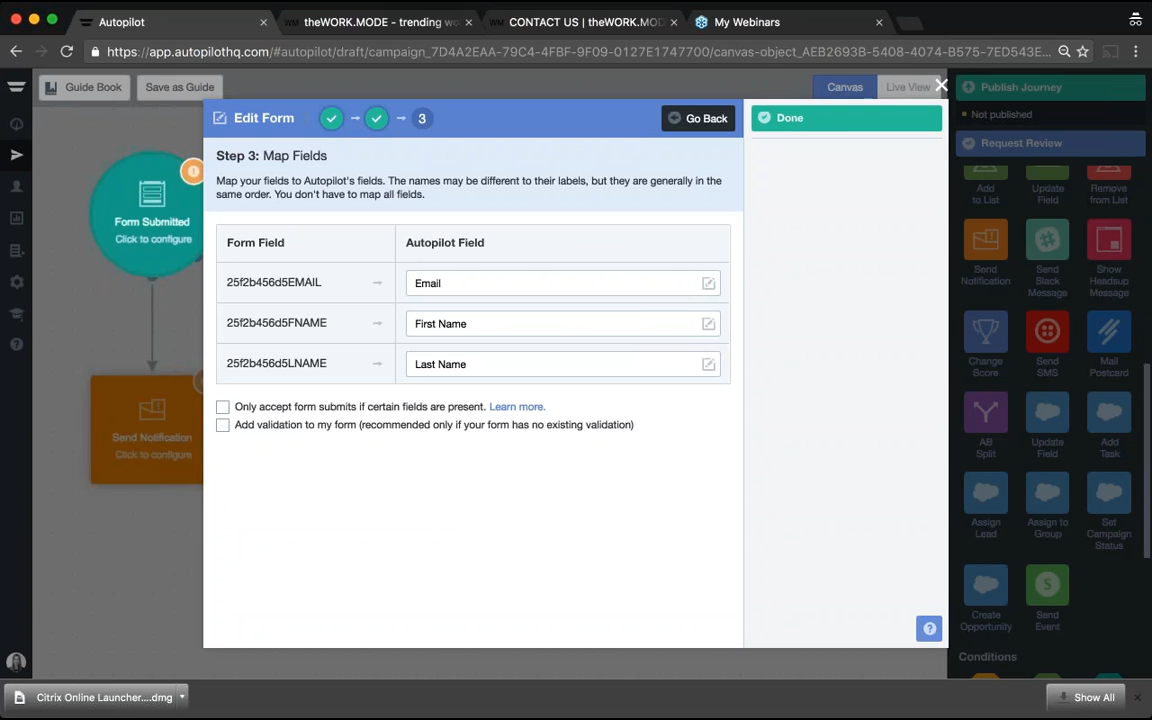 Autopilot
theWORK.MODE - trending wo
CONTACT US | theWORK.MOD
My Webinars
https://app.autopilothq.com/#autopilot/draft/campaign_7D4A2EAA-79C4-4FBF-9F09-0127E1747700/canvas-object_AEB2693B-5408-4074-B575-7ED543E...
Guide Book
Save as Guide
Canvas
Live View
Publish Journey
Not published
Request Review
Edit Form
3
Go Back
Done
Step 3: Map Fields
Map your fields to Autopilot's fields. The names may be different to their labels, but they are generally in the
same order. You don't have to map all fields.
Form Field
Autopilot Field
25f2b456d5EMAIL
Email
25f2b456d5FNAME
First Name
25f2b456d5LNAME
Last Name
Only accept form submits if certain fields are present. Learn more.
Add validation to my form (recommended only if your form has no existing validation)
Form Submitted
Click to configure
Send Notification
Click to configure
Add
to List
Update
Field
Remove
from List
Send
Notification
Send
Slack
Message
Show
Headsup
Message
Change
Score
Send
SMS
Mail
Postcard
AB
Split
Update
Field
Add
Task
Assign
Lead
Assign to
Group
Set
Campaign
Status
Create
Opportunity
Send
Event
Conditions
Citrix Online Launcher....dmg
Show All